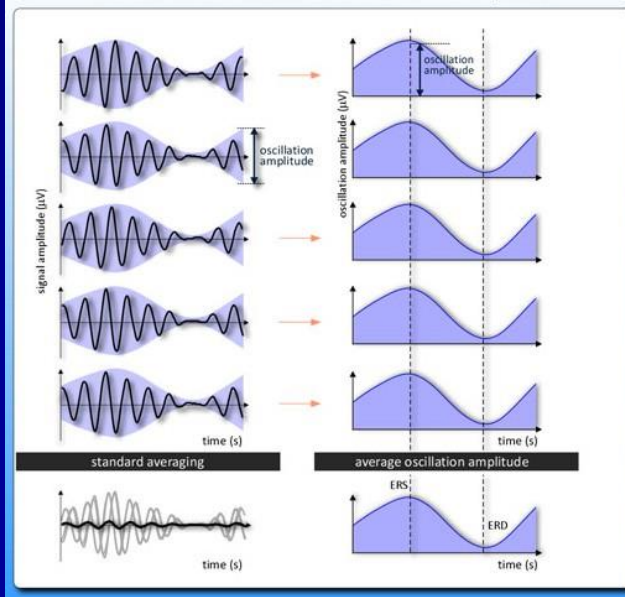 oscillation
amplitude
oscillation
amplitude
signal amplitude (µV)
oscillation amplitude (µV)
time (s)
time (s)
standard averaging
average oscillation amplitude
ERS
ERD
time (s)
time (s)